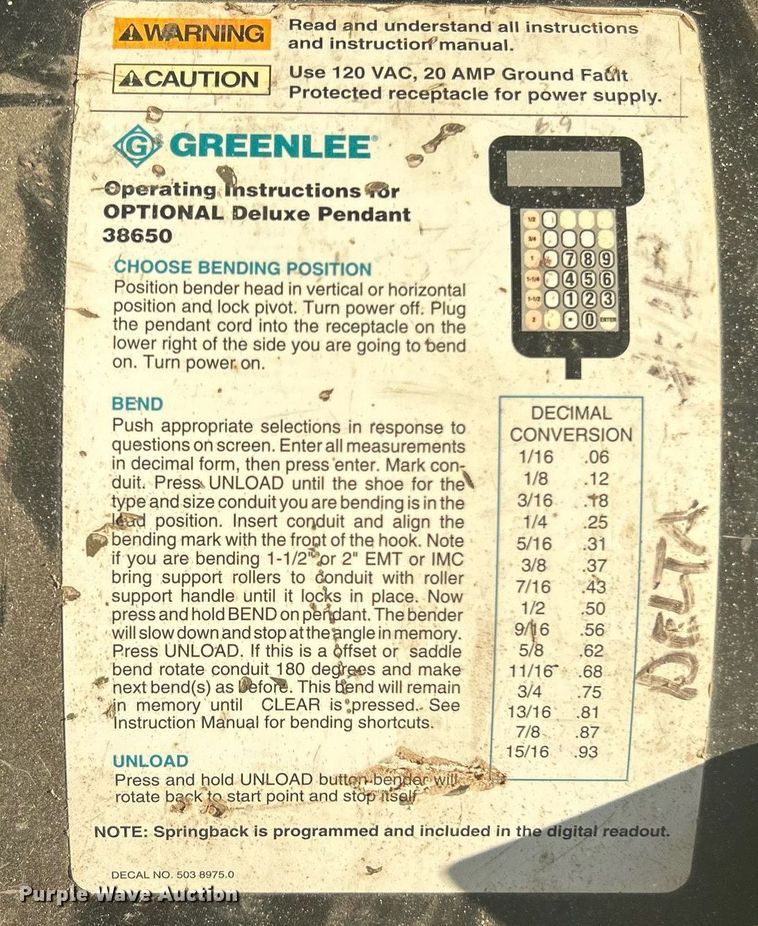 ⚠WARNING
Read and understand all instructions
and instruction manual.
⚠CAUTION
Use 120 VAC, 20 AMP Ground Fault
Protected receptacle for power supply.
6.9
G GREENLEE®
Operating Instructions for
OPTIONAL Deluxe Pendant
38650
CHOOSE BENDING POSITION
Position bender head in vertical or horizontal
position and lock pivot. Turn power off. Plug
the pendant cord into the receptacle on the
lower right of the side you are going to bend
on. Turn power on.
1/2
3/4
1 7 8 9
1-1/4 4 5 6
1-1/2 1 2 3
2 • 0 ENTER
BEND
Push appropriate selections in response to
questions on screen. Enter all measurements
in decimal form, then press enter. Mark con-
duit. Press UNLOAD until the shoe for the
type and size conduit you are bending is in the
lead position. Insert conduit and align the
bending mark with the front of the hook. Note
if you are bending 1-1/2" or 2" EMT or IMC
bring support rollers to conduit with roller
support handle until it locks in place. Now
press and hold BEND on pendant. The bender
will slow down and stop at the angle in memory.
Press UNLOAD. If this is a offset or saddle
bend rotate conduit 180 degrees and make
next bend(s) as before. This bend will remain
in memory until CLEAR is pressed. See
Instruction Manual for bending shortcuts.
DECIMAL
CONVERSION
1/16 .06
1/8 .12
3/16 .18
1/4 .25
5/16 .31
3/8 .37
7/16 .43
1/2 .50
9/16 .56
5/8 .62
11/16 .68
3/4 .75
13/16 .81
7/8 .87
15/16 .93
DELTA
UNLOAD
Press and hold UNLOAD button-bender will
rotate back to start point and stop itself
NOTE: Springback is programmed and included in the digital readout.
DECAL NO. 503 8975.0
Purple Wave Auction